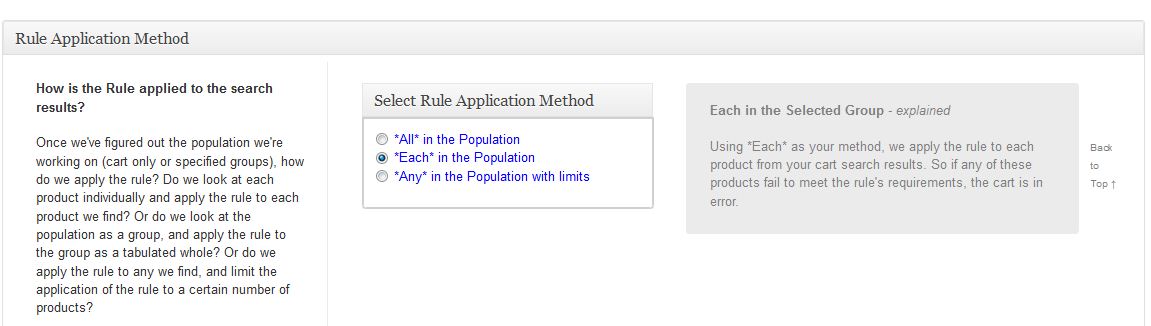 Rule Application Method
How is the Rule applied to the search
results?
Once we've figured out the population we're
working on (cart only or specified groups), how
do we apply the rule? Do we look at each
product individually and apply the rule to each
product we find? Or do we look at the
population as a group, and apply the rule to
the group as a tabulated whole? Or do we
apply the rule to any we find, and limit the
application of the rule to a certain number of
products?
Select Rule Application Method
*All* in the Population
*Each* in the Population
*Any* in the Population with limits
Each in the Selected Group - explained
Using *Each* as your method, we apply the rule to each
product from your cart search results. So if any of these
products fail to meet the rule's requirements, the cart is in
error.
Back
to
Top ↑